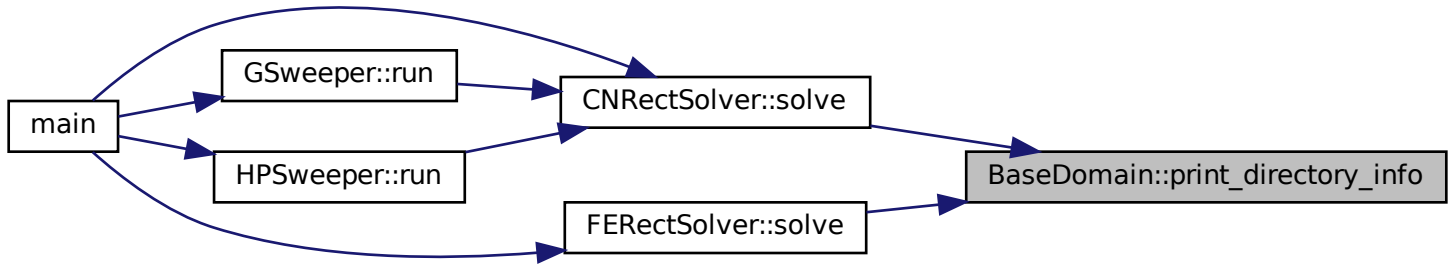 main
GSweeper::run
HPSweeper::run
CNRectSolver::solve
FERectSolver::solve
BaseDomain::print_directory_info